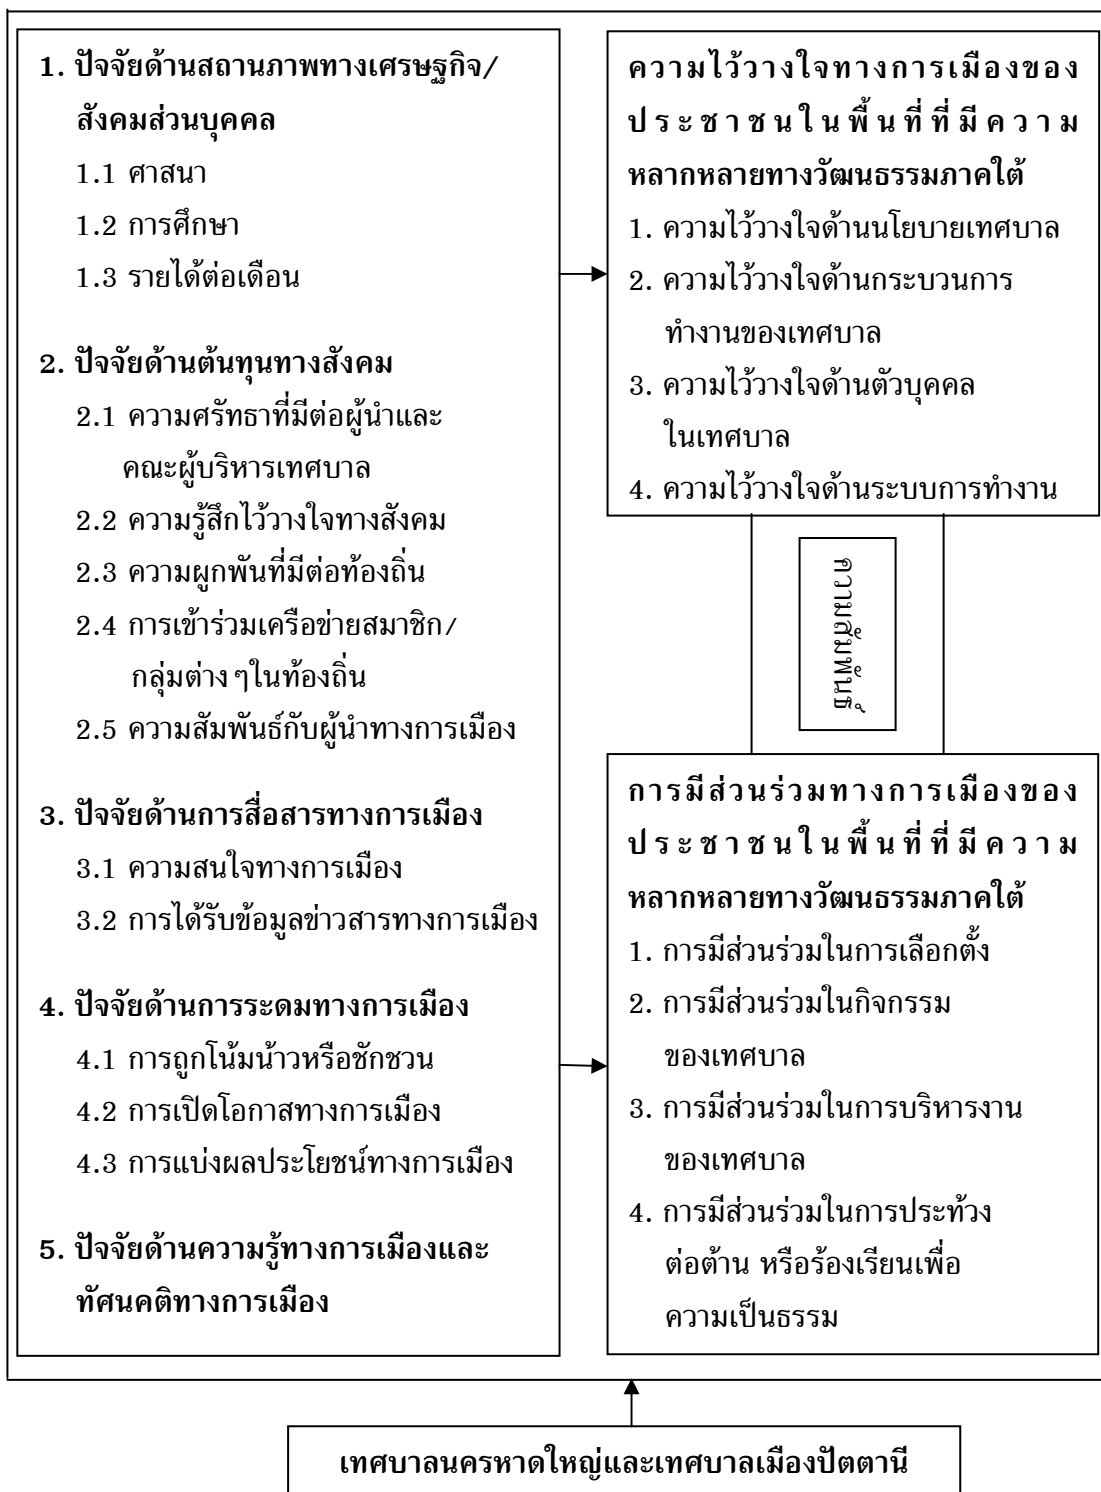 1. ปัจจัยด้านสถานภาพทางเศรษฐกิจ/
สังคมส่วนบุคคล
1.1 ศาสนา
1.2 การศึกษา
1.3 รายได้ต่อเดือน
2. ปัจจัยด้านต้นทุนทางสังคม
2.1 ความศรัทธาที่มีต่อผู้นำและ
คณะผู้บริหารเทศบาล
2.2 ความรู้สึกไว้วางใจทางสังคม
2.3 ความผูกพันที่มีต่อท้องถิ่น
2.4 การเข้าร่วมเครือข่ายสมาชิก/
กลุ่มต่าง ๆในท้องถิ่น
2.5 ความสัมพันธ์กับผู้นำทางการเมือง
3. ปัจจัยด้านการสื่อสารทางการเมือง
3.1 ความสนใจทางการเมือง
3.2 การได้รับข้อมูลข่าวสารทางการเมือง
4. ปัจจัยด้านการระดมทางการเมือง
4.1 การถูกโน้มน้าวหรือชักชวน
4.2 การเปิดโอกาสทางการเมือง
4.3 การแบ่งผลประโยชน์ทางการเมือง
5. ปัจจัยด้านความรู้ทางการเมืองและ
ทัศนคติทางการเมือง
ความไว้วางใจทางการเมืองของ
ประชาชนในพื้นที่ที่มีความ
หลากหลายทางวัฒนธรรมภาคใต้
1. ความไว้วางใจด้านนโยบายเทศบาล
2. ความไว้วางใจด้านกระบวนการ
ทำงานของเทศบาล
3. ความไว้วางใจด้านตัวบุคคล
ในเทศบาล
4. ความไว้วางใจด้านระบบการทำงาน
ความสัมพันธ์
การมีส่วนร่วมทางการเมืองของ
ประชาชนในพื้นที่ที่มีความ
หลากหลายทางวัฒนธรรมภาคใต้
1. การมีส่วนร่วมในการเลือกตั้ง
2. การมีส่วนร่วมในกิจกรรม
ของเทศบาล
3. การมีส่วนร่วมในการบริหารงาน
ของเทศบาล
4. การมีส่วนร่วมในการประท้วง
ต่อต้าน หรือร้องเรียนเพื่อ
ความเป็นธรรม
เทศบาลนครหาดใหญ่และเทศบาลเมืองปัตตานี